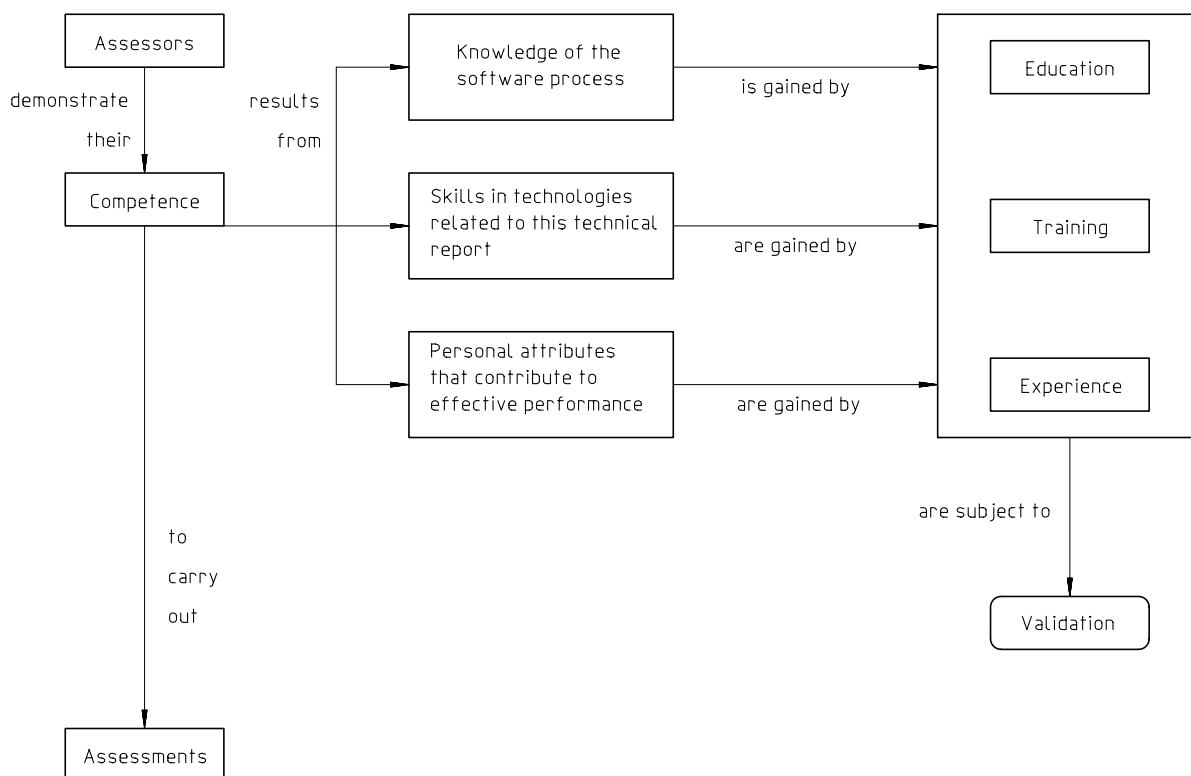 Assessors
demonstrate
their
Competence
to
carry
out
Assessments
results
from
Knowledge of the
software process
Skills in technologies
related to this technical
report
Personal attributes
that contribute to
effective performance
is gained by
are gained by
are gained by
Education
Training
Experience
are subject to
Validation